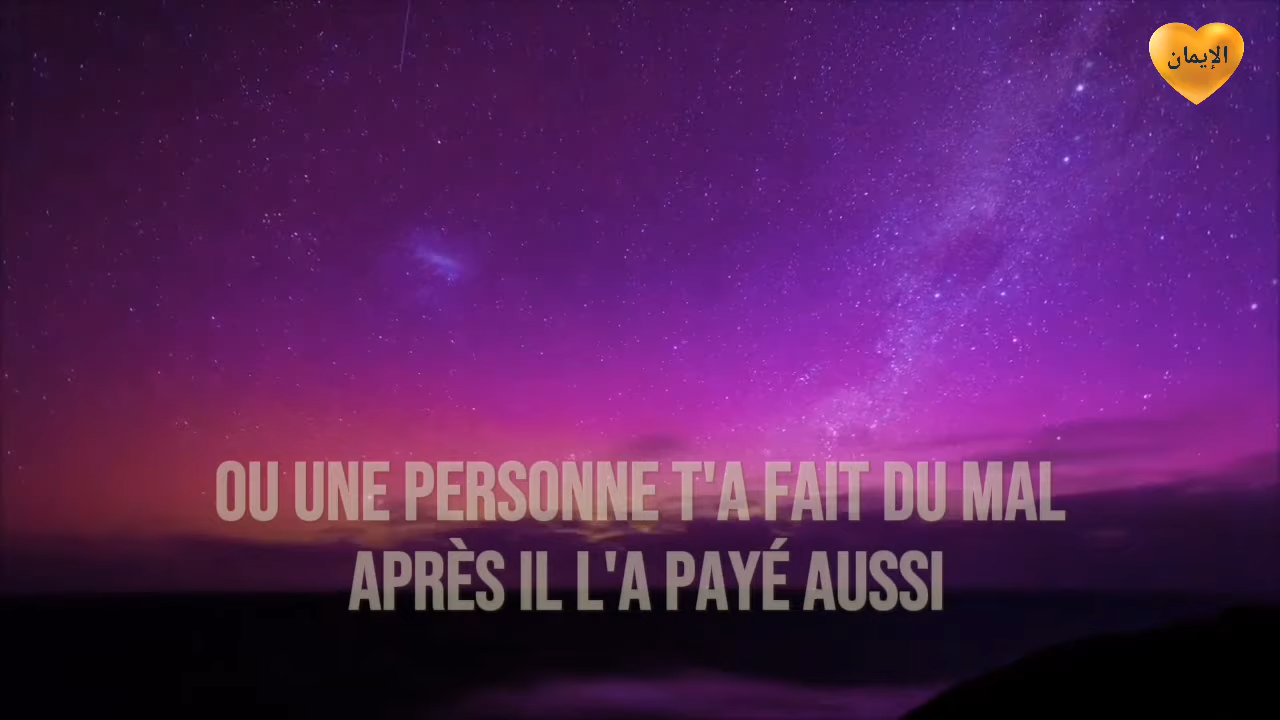 الإيمان
OU UNE PERSONNE T'A FAIT DU MAL
APRÈS IL L'A PAYÉ AUSSI